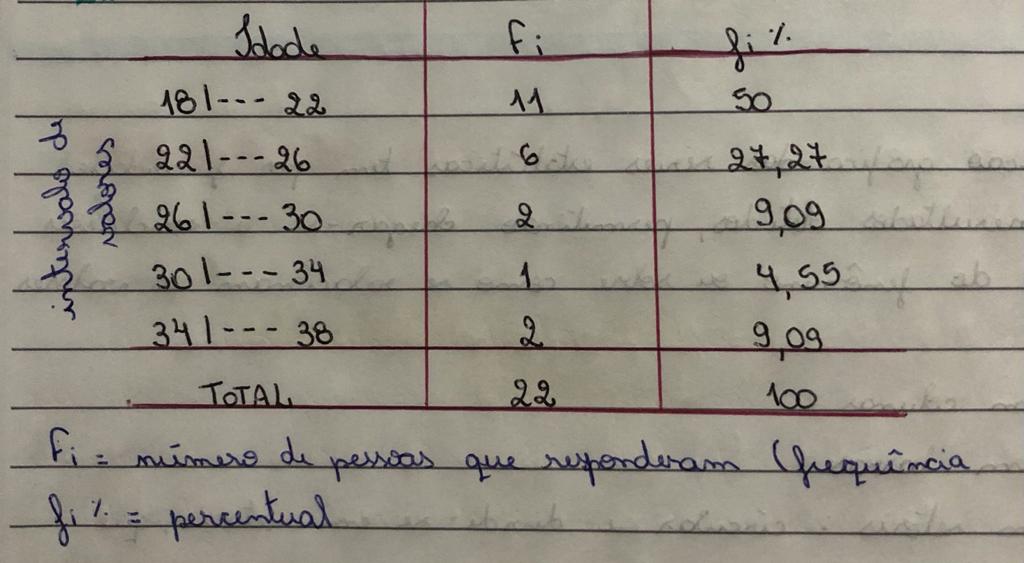 Idade Fi fi %
18 |--- 22 11 50
22 |--- 26 6 27,27
26 |--- 30 2 9,09
30 |--- 34 1 4,55
34 |--- 38 2 9,09
TOTAL 22 100
intervalo de
valores
Fi = número de pessoas que responderam (frequência
fi % = percentual